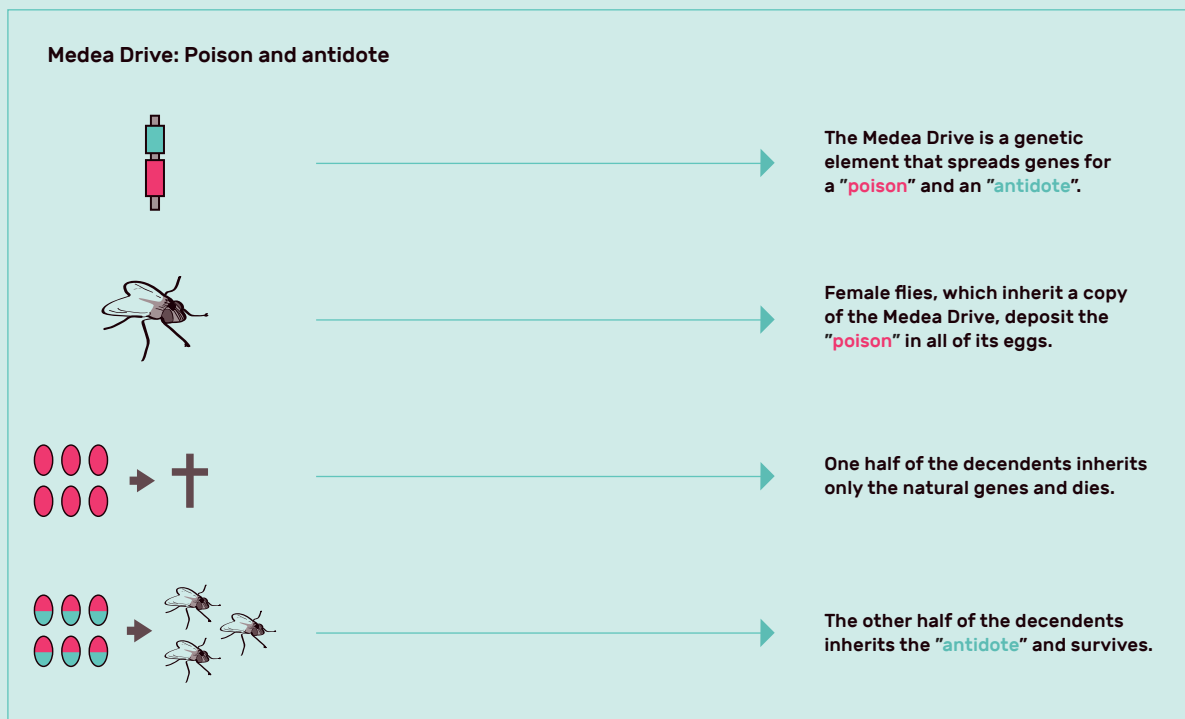 Medea Drive: Poison and antidote
The Medea Drive is a genetic
element that spreads genes for
a ”poison” and an ”antidote”.
Female flies, which inherit a copy
of the Medea Drive, deposit the
”poison” in all of its eggs.
One half of the decendents inherits
only the natural genes and dies.
The other half of the decendents
inherits the ”antidote” and survives.